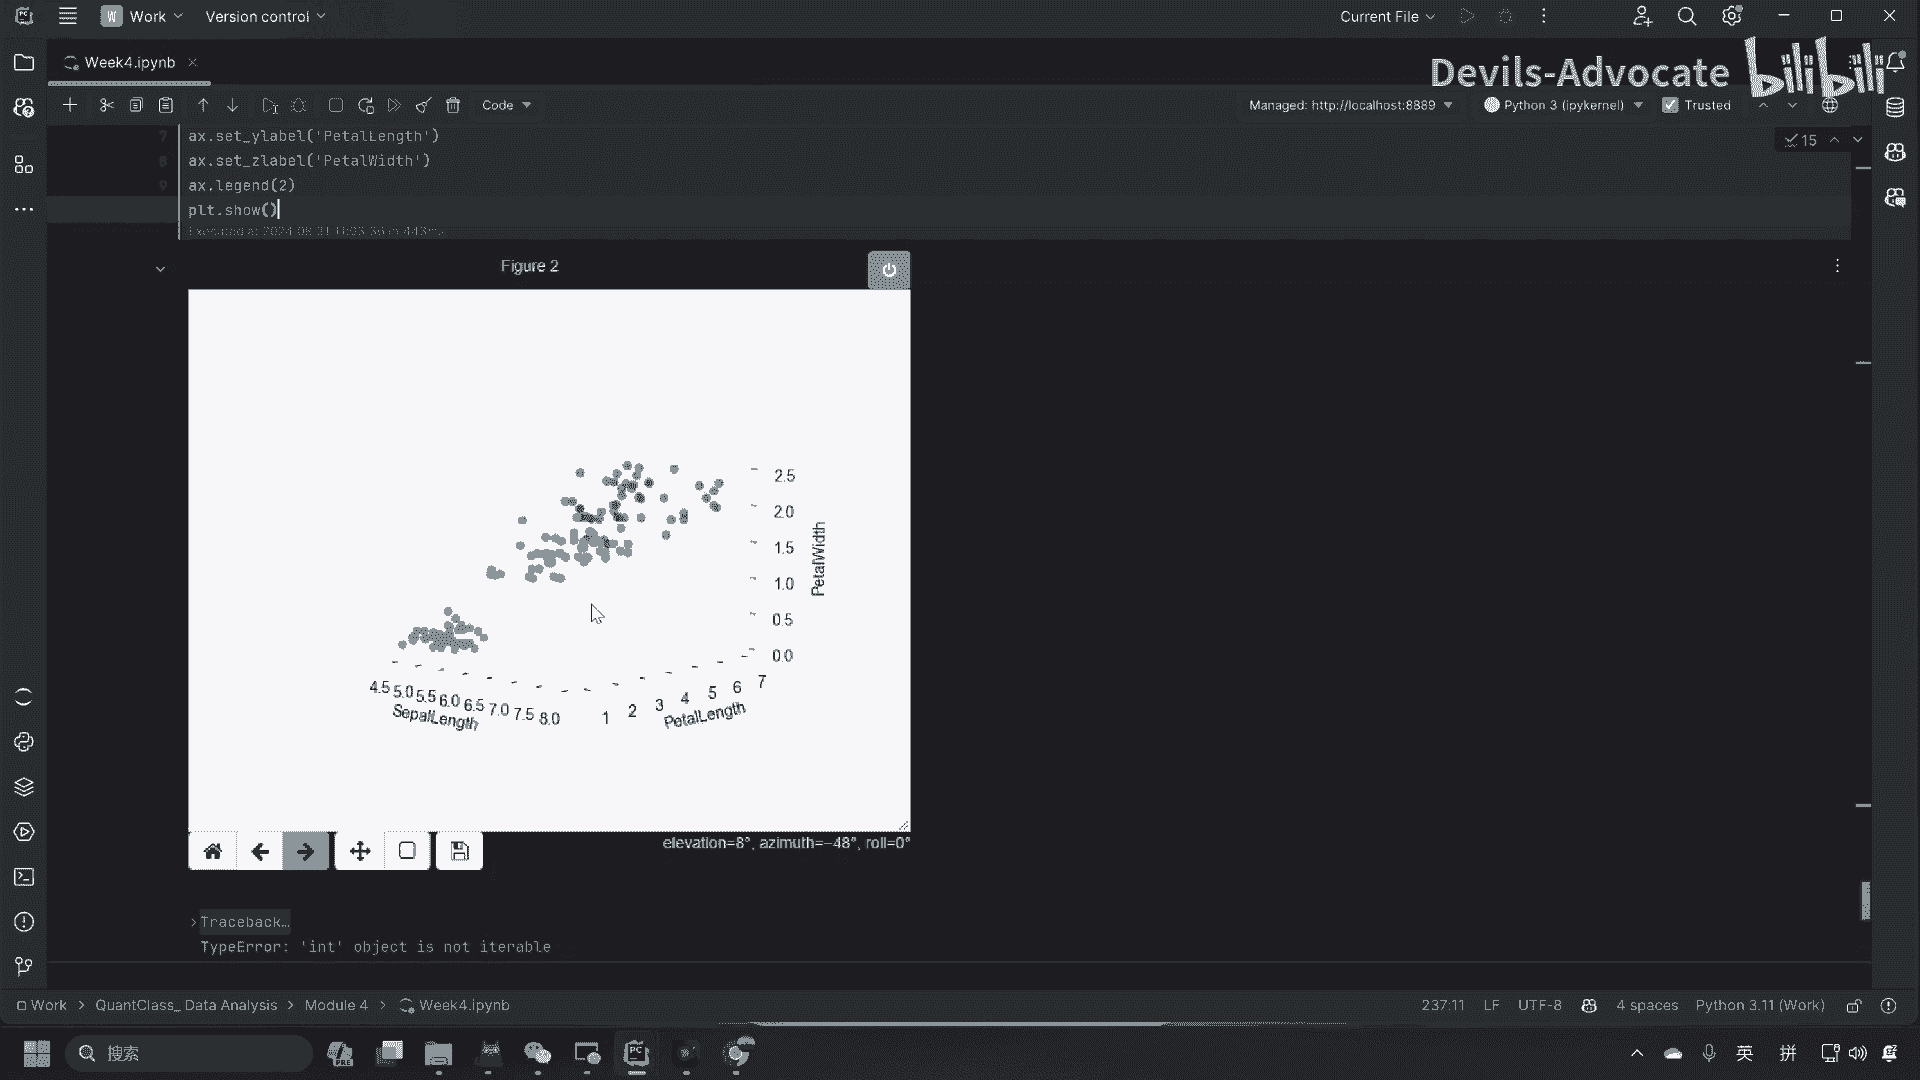 Work
Version control
Current File
Week4.ipynb
Devils-Advocate bilibili
Code
Managed: http://localhost:8889
Python 3 (ipykernel)
Trusted
7 ax.set_ylabel('PetalLength')
8 ax.set_zlabel('PetalWidth')
9 ax.legend(2)
plt.show()
15
Figure 2
2.5
2.0
1.5
1.0
0.5
0.0
PetalWidth
4.5 5.0 5.5 6.0 6.5 7.0 7.5 8.0
SepalLength
1 2 3 4 5 6 7
PetalLength
elevation=8°, azimuth=−48°, roll=0°
Traceback…
TypeError: 'int' object is not iterable
Work > QuantClass_ Data Analysis > Module 4 > Week4.ipynb
237:11 LF UTF-8 4 spaces Python 3.11 (Work)
搜索
英 拼